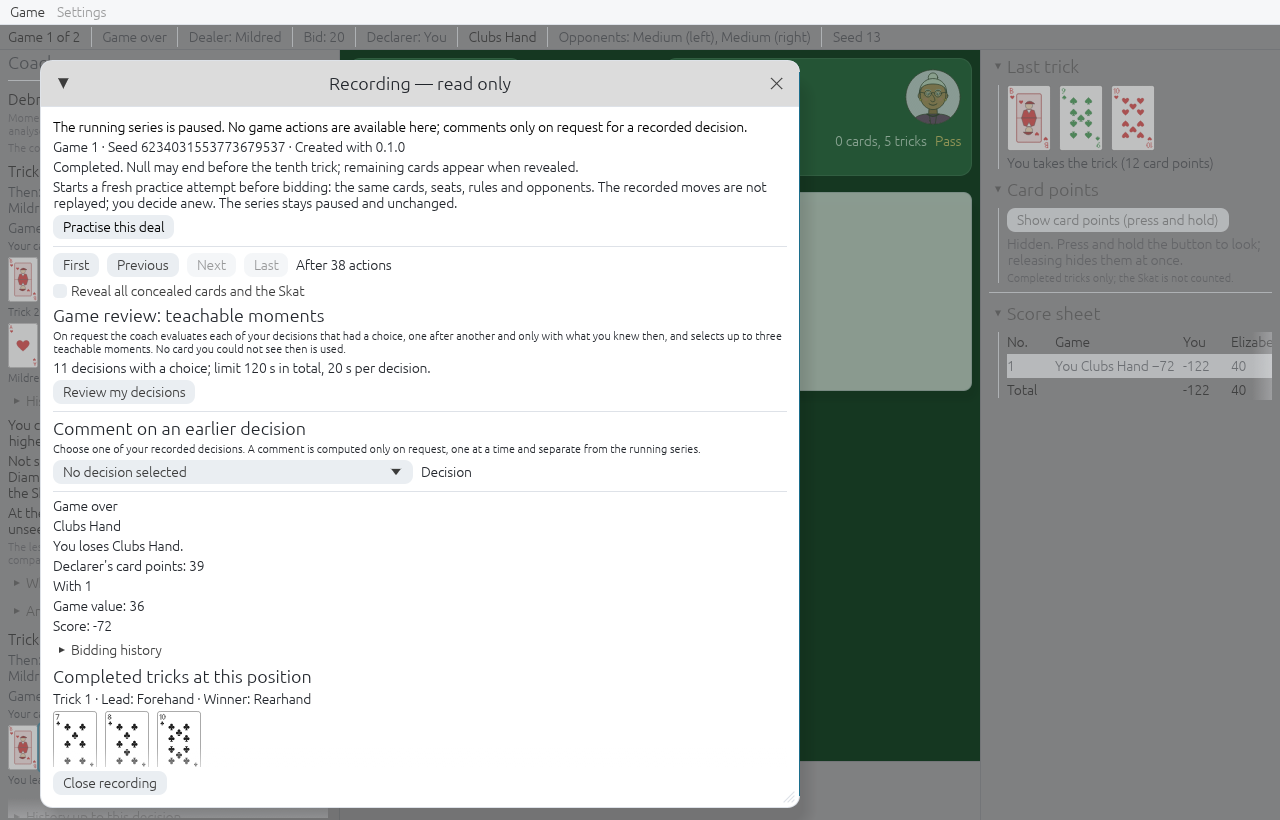 Game Settings
Game 1 of 2 Game over Dealer: Mildred Bid: 20 Declarer: You Clubs Hand Opponents: Medium (left), Medium (right) Seed 13
Recording — read only
The running series is paused. No game actions are available here; comments only on request for a recorded decision.
Game 1 · Seed 6234031553773679537 · Created with 0.1.0
Completed. Null may end before the tenth trick; remaining cards appear when revealed.
Starts a fresh practice attempt before bidding: the same cards, seats, rules and opponents. The recorded moves are not
replayed; you decide anew. The series stays paused and unchanged.
Practise this deal
First Previous Next Last After 38 actions
Reveal all concealed cards and the Skat
Game review: teachable moments
On request the coach evaluates each of your decisions that had a choice, one after another and only with what you knew then, and selects up to three
teachable moments. No card you could not see then is used.
11 decisions with a choice; limit 120 s in total, 20 s per decision.
Review my decisions
Comment on an earlier decision
Choose one of your recorded decisions. A comment is computed only on request, one at a time and separate from the running series.
No decision selected Decision
Game over
Clubs Hand
You loses Clubs Hand.
Declarer's card points: 39
With 1
Game value: 36
Score: -72
Bidding history
Completed tricks at this position
Trick 1 · Lead: Forehand · Winner: Rearhand
7 8 10
Close recording
0 cards, 5 tricks Pass
Last trick
You takes the trick (12 card points)
Card points
Show card points (press and hold)
Hidden. Press and hold the button to look;
releasing hides them at once.
Completed tricks only; the Skat is not counted.
Score sheet
No. Game You
1 You Clubs Hand −72 -122 40
Total -122 40